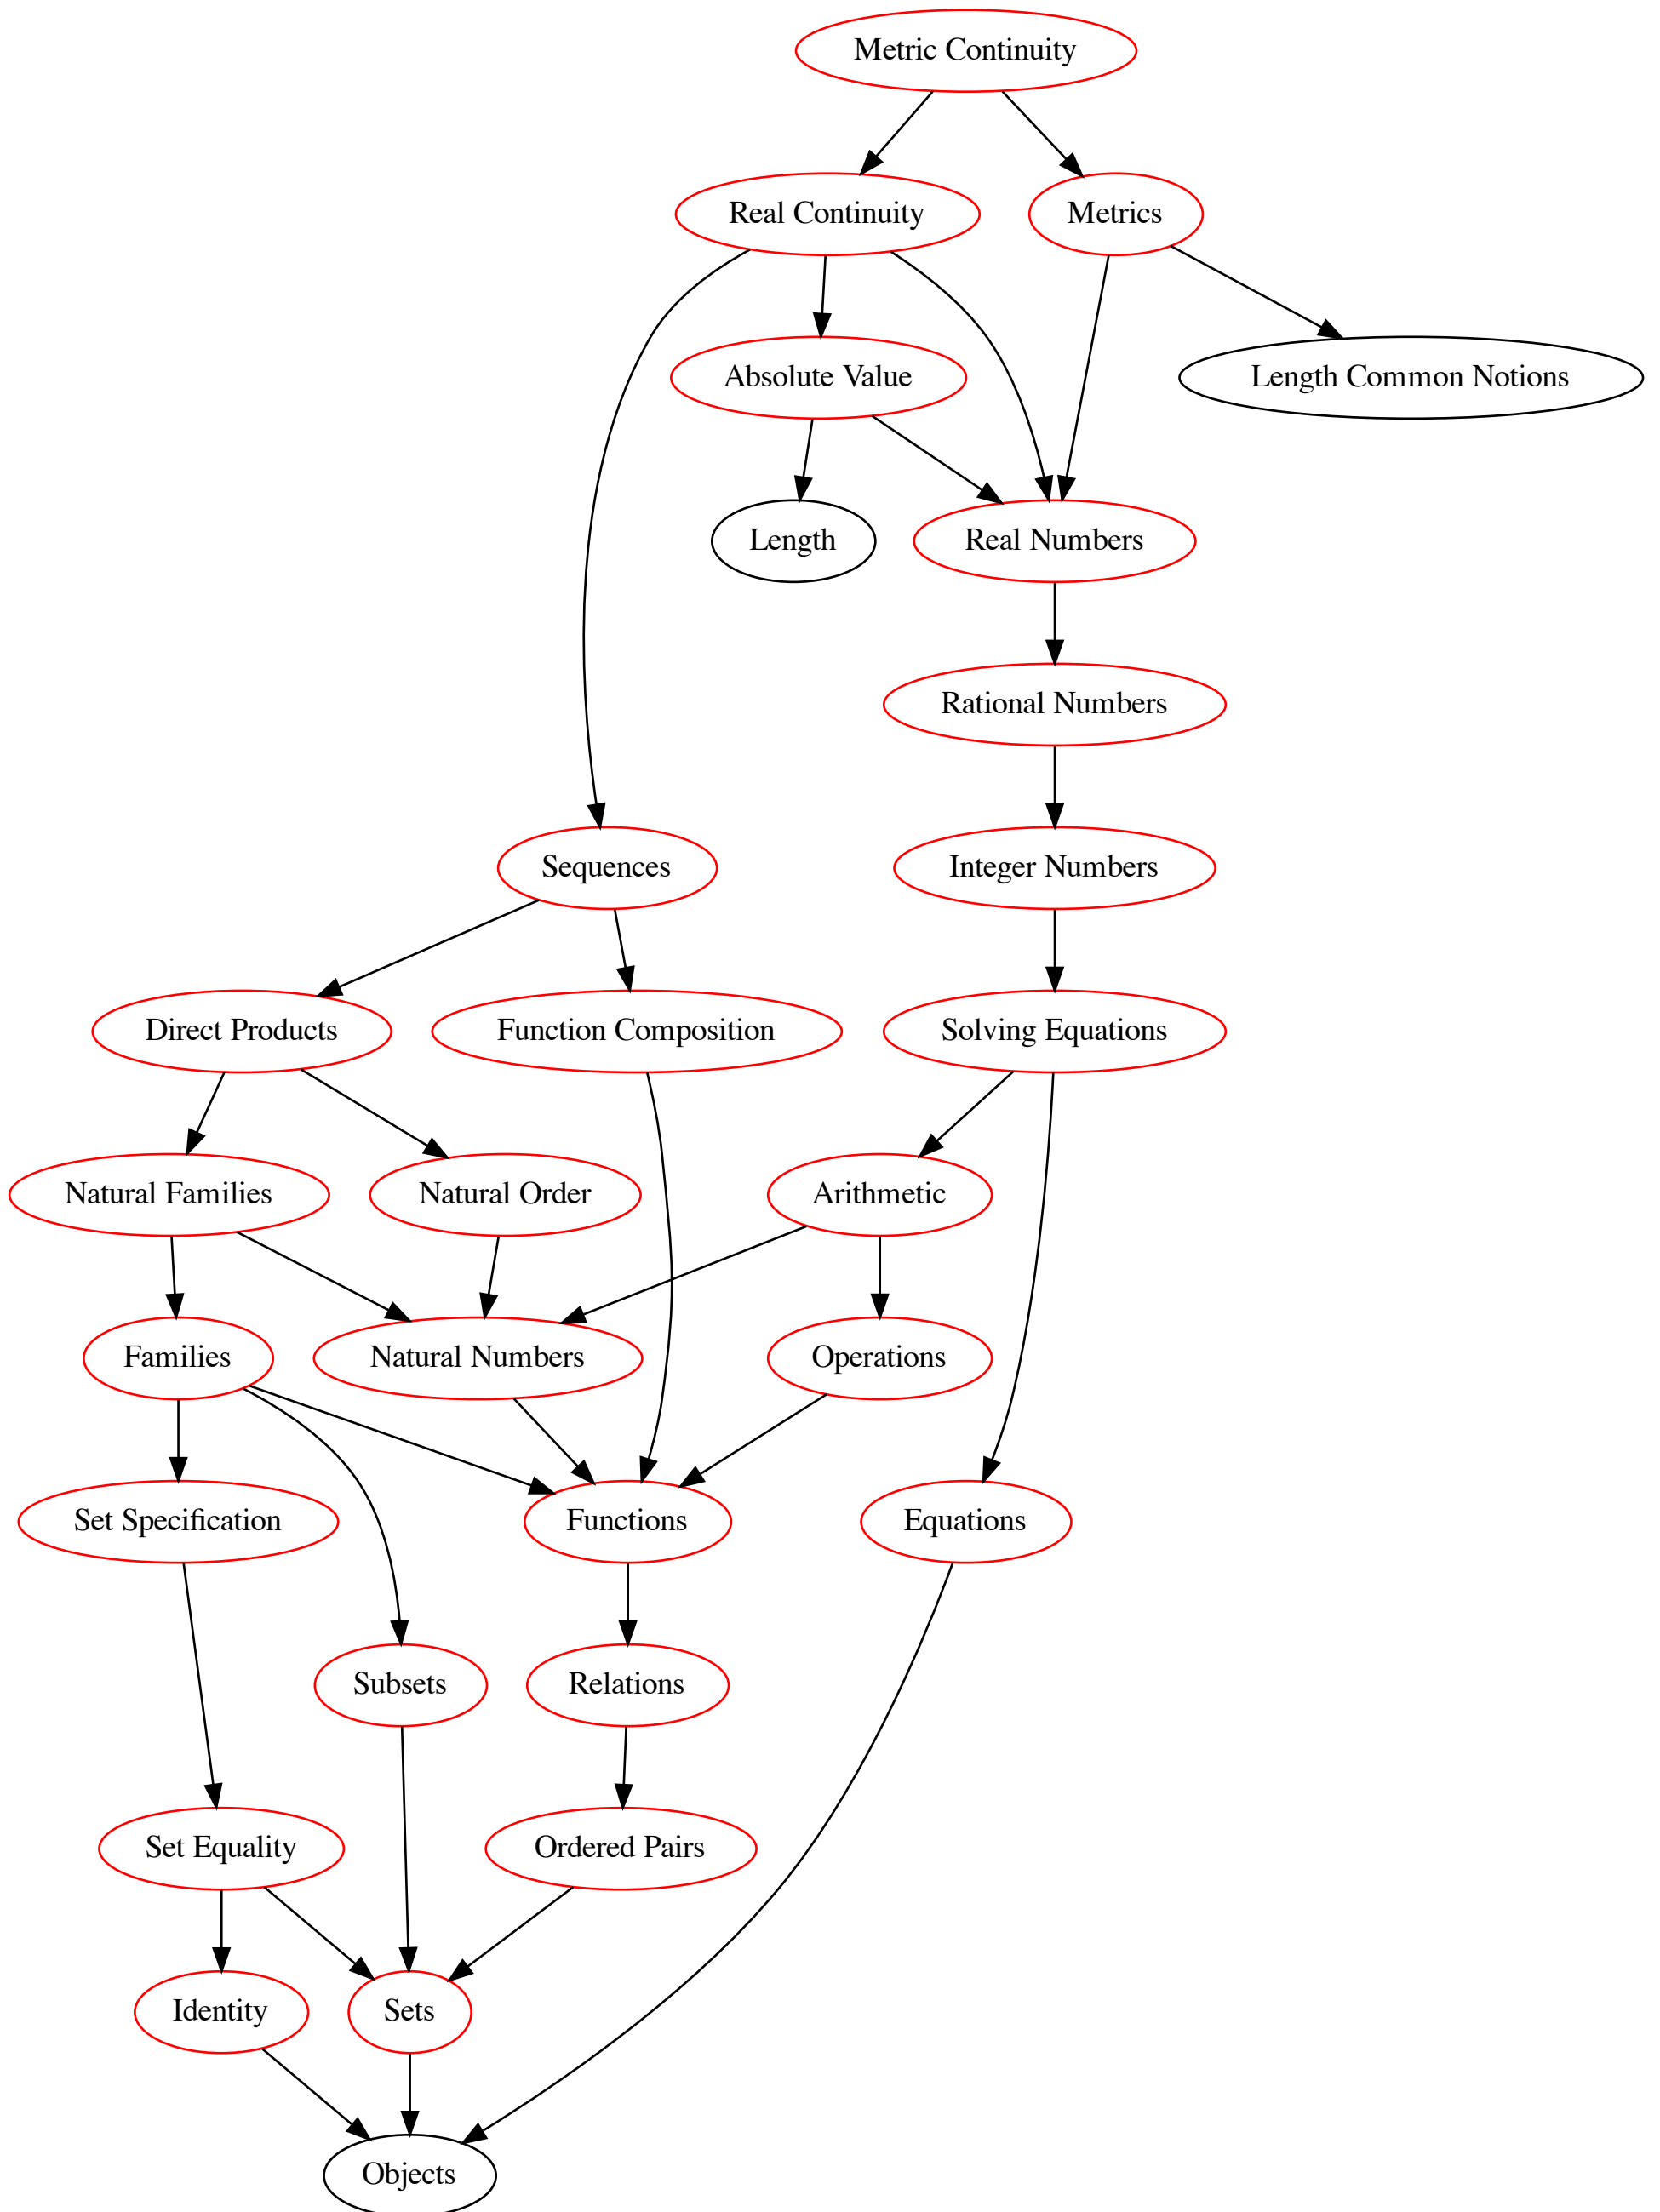 Metric Continuity
Real Continuity
Metrics
Absolute Value
Length Common Notions
Length
Real Numbers
Rational Numbers
Sequences
Integer Numbers
Direct Products
Function Composition
Solving Equations
Natural Families
Natural Order
Arithmetic
Families
Natural Numbers
Operations
Set Specification
Functions
Equations
Subsets
Relations
Set Equality
Ordered Pairs
Identity
Sets
Objects